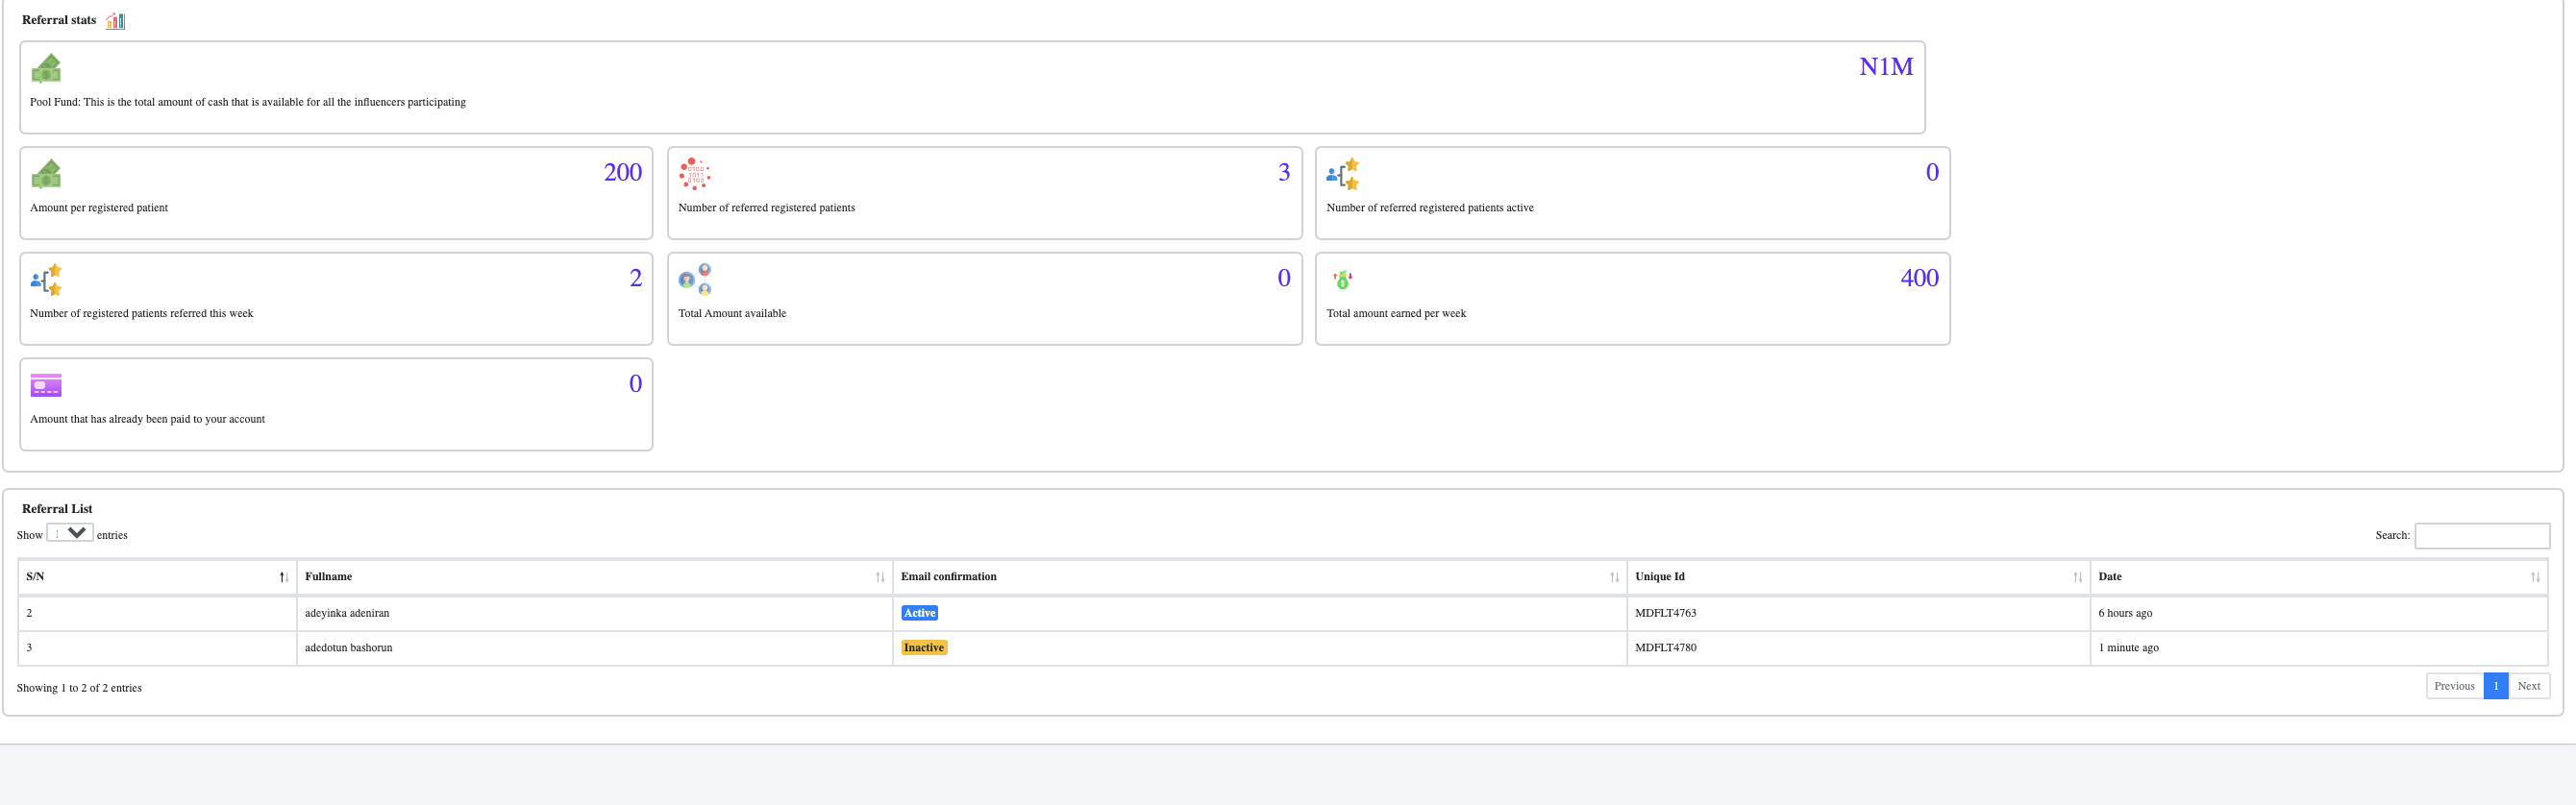 Referral stats
N1M
Pool Fund: This is the total amount of cash that is available for all the influencers participating
200
Amount per registered patient
3
Number of referred registered patients
0
Number of referred registered patients active
2
Number of registered patients referred this week
0
Total Amount available
400
Total amount earned per week
0
Amount that has already been paid to your account
Referral List
Show 1 entries
Search:
S/N Fullname Email confirmation Unique Id Date
2 adeyinka adeniran Active MDFLT4763 6 hours ago
3 adedotun bashorun Inactive MDFLT4780 1 minute ago
Showing 1 to 2 of 2 entries
Previous 1 Next